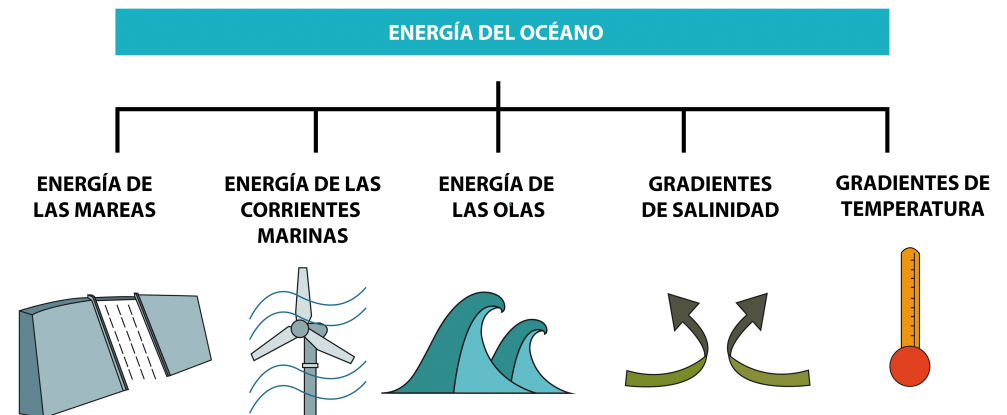 ENERGÍA DEL OCÉANO
ENERGÍA DE
LAS MAREAS
ENERGÍA DE LAS
CORRIENTES
MARINAS
ENERGÍA DE
LAS OLAS
GRADIENTES
DE SALINIDAD
GRADIENTES DE
TEMPERATURA